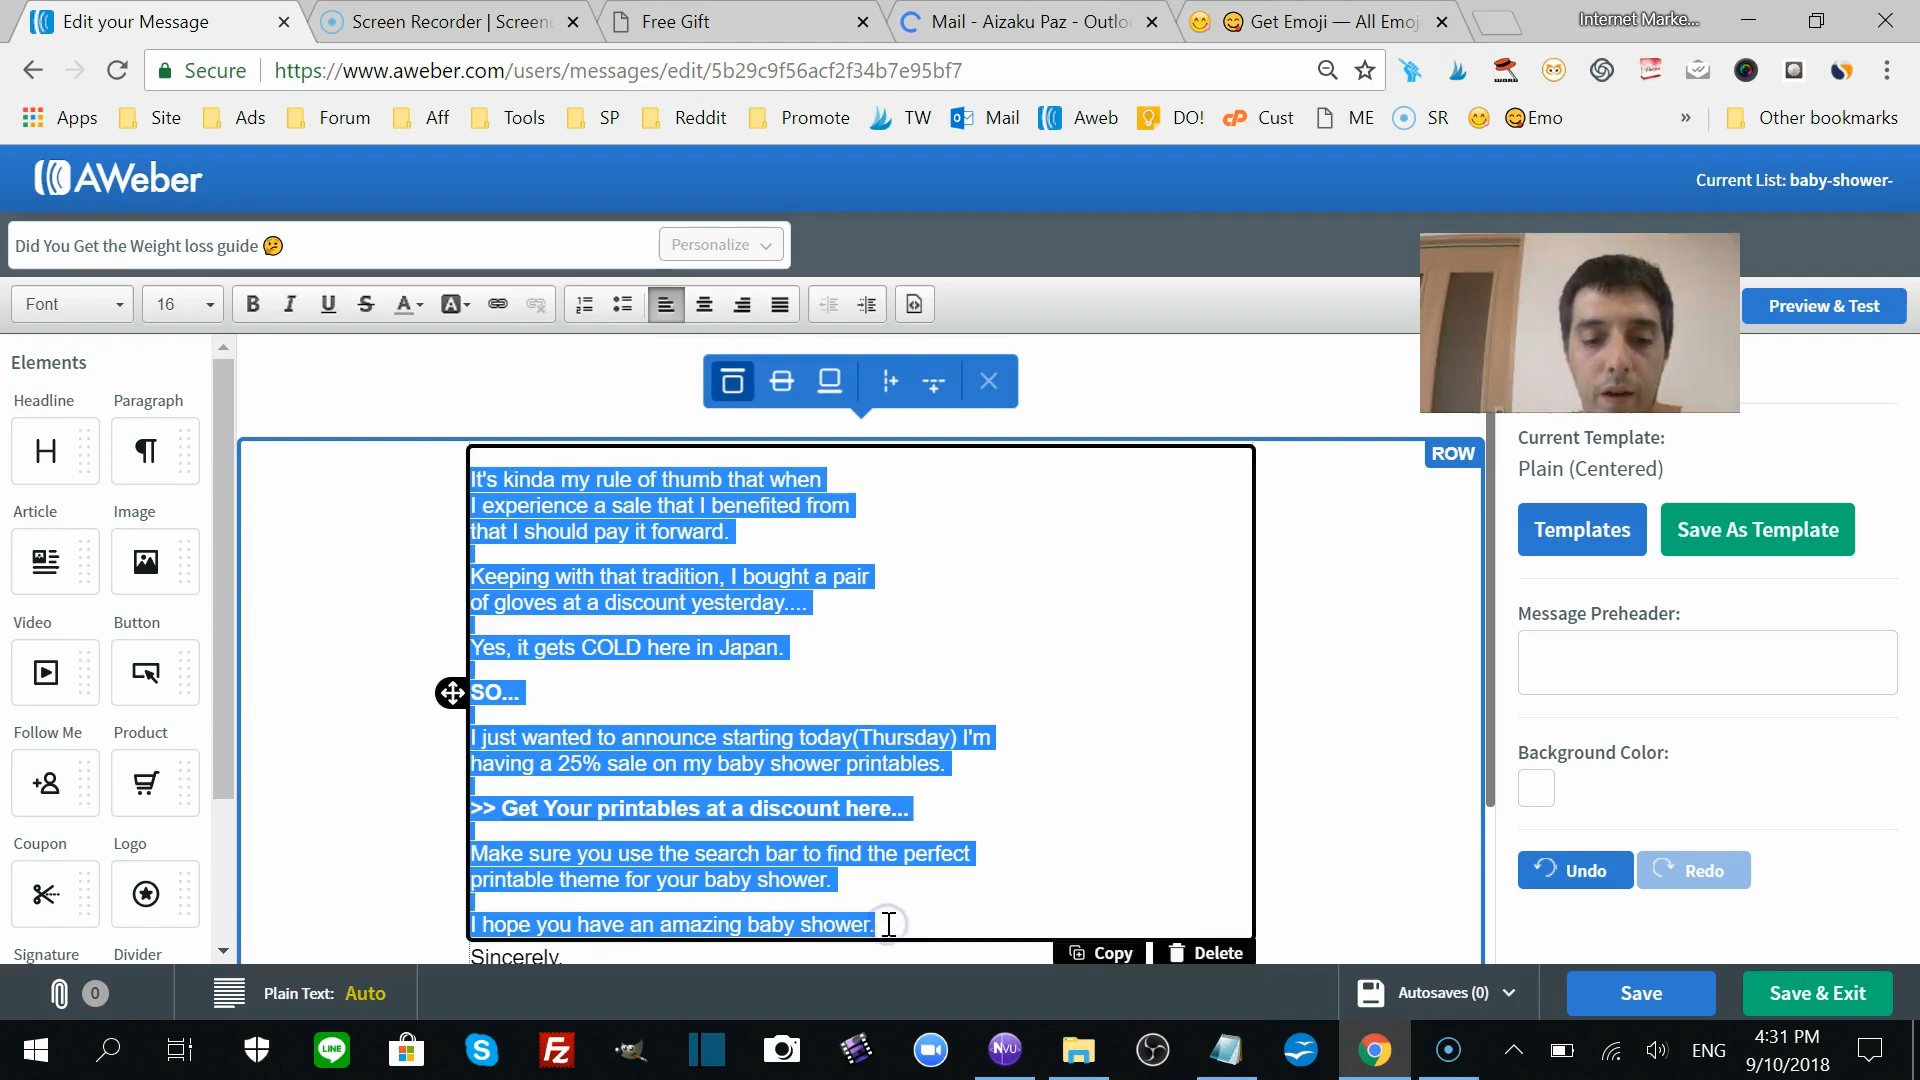 Edit your Message
Screen Recorder | Screen
Free Gift
Mail - Aizaku Paz - Outlo
Get Emoji — All Emoj
Internet Marke...
Secure
https://www.aweber.com/users/messages/edit/5b29c9f56acf2f34b7e95bf7
Apps
Site
Ads
Forum
Aff
Tools
SP
Reddit
Promote
TW
Mail
Aweb
DO!
Cust
ME
SR
Emo
»
Other bookmarks
AWeber
Current List: baby-shower-
Did You Get the Weight loss guide 🤔
Personalize
Font
16
B I U S A A
Preview & Test
Elements
Headline
Paragraph
H
¶
Article
Image
Video
Button
Follow Me
Product
Coupon
Logo
Signature
Divider
ROW
It's kinda my rule of thumb that when
I experience a sale that I benefited from
that I should pay it forward.
Keeping with that tradition, I bought a pair
of gloves at a discount yesterday....
Yes, it gets COLD here in Japan.
SO...
I just wanted to announce starting today(Thursday) I'm
having a 25% sale on my baby shower printables.
>> Get Your printables at a discount here...
Make sure you use the search bar to find the perfect
printable theme for your baby shower.
I hope you have an amazing baby shower.
Sincerely,
Copy
Delete
Current Template:
Plain (Centered)
Templates
Save As Template
Message Preheader:
Background Color:
Undo
Redo
0
Plain Text: Auto
Autosaves (0)
Save
Save & Exit
LINE
NVU
ENG
4:31 PM
9/10/2018